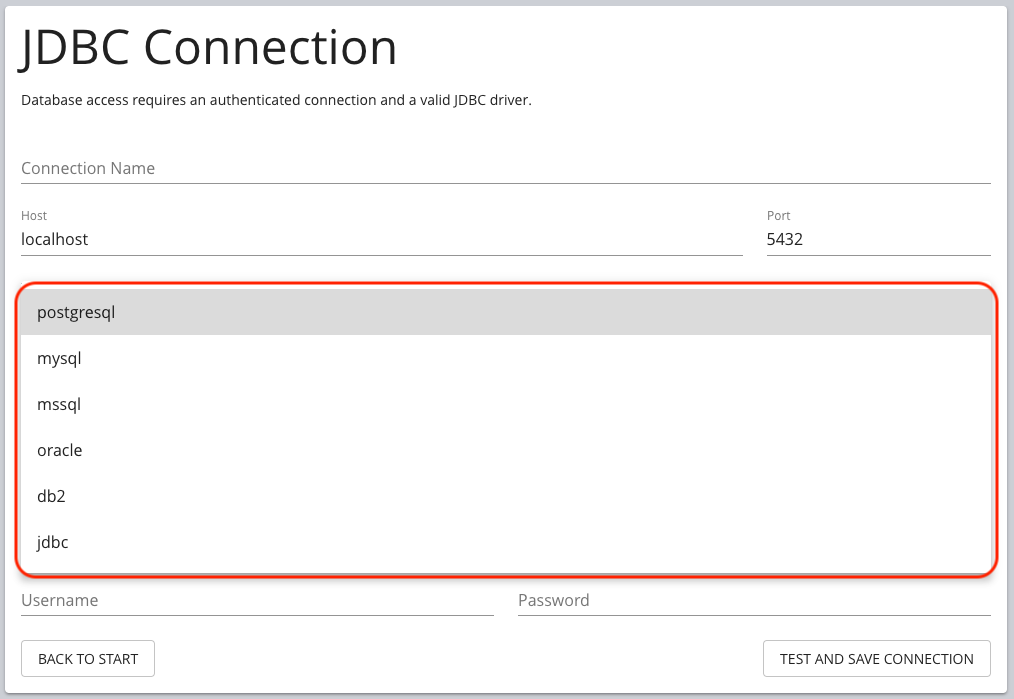 JDBC Connection
Database access requires an authenticated connection and a valid JDBC driver.
Connection Name
Host
Port
localhost
5432
postgresql
mysql
mssql
oracle
db2
jdbc
Username
Password
BACK TO START
TEST AND SAVE CONNECTION